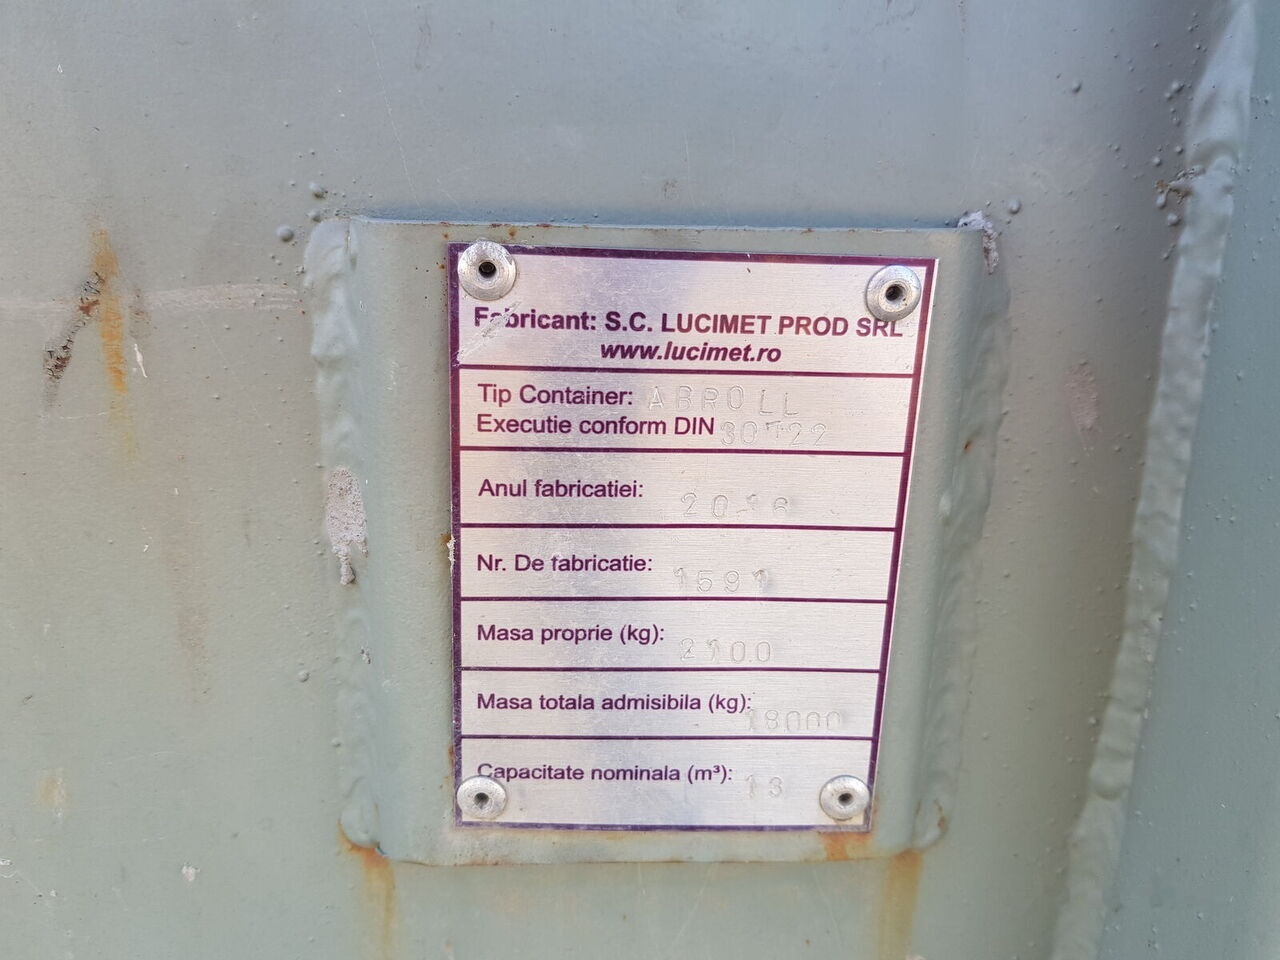 Fabricant: S.C. LUCIMET PROD SRL
www.lucimet.ro
Tip Container: ABROLL
Executie conform DIN 30722
Anul fabricatiei: 2016
Nr. De fabricatie: 1591
Masa proprie (kg): 2100
Masa totala admisibila (kg): 18000
Capacitate nominala (m³): 13